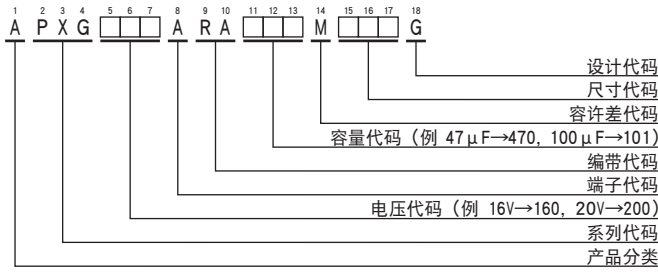 1 2 3 4 5 6 7 8 9 10 11 12 13 14 15 16 17 18
A P X G □□□ A R A □□□ M □□□ G
设计代码
尺寸代码
容许差代码
容量代码（例 47μF→470, 100μF→101）
编带代码
端子代码
电压代码（例 16V→160, 20V→200）
系列代码
产品分类